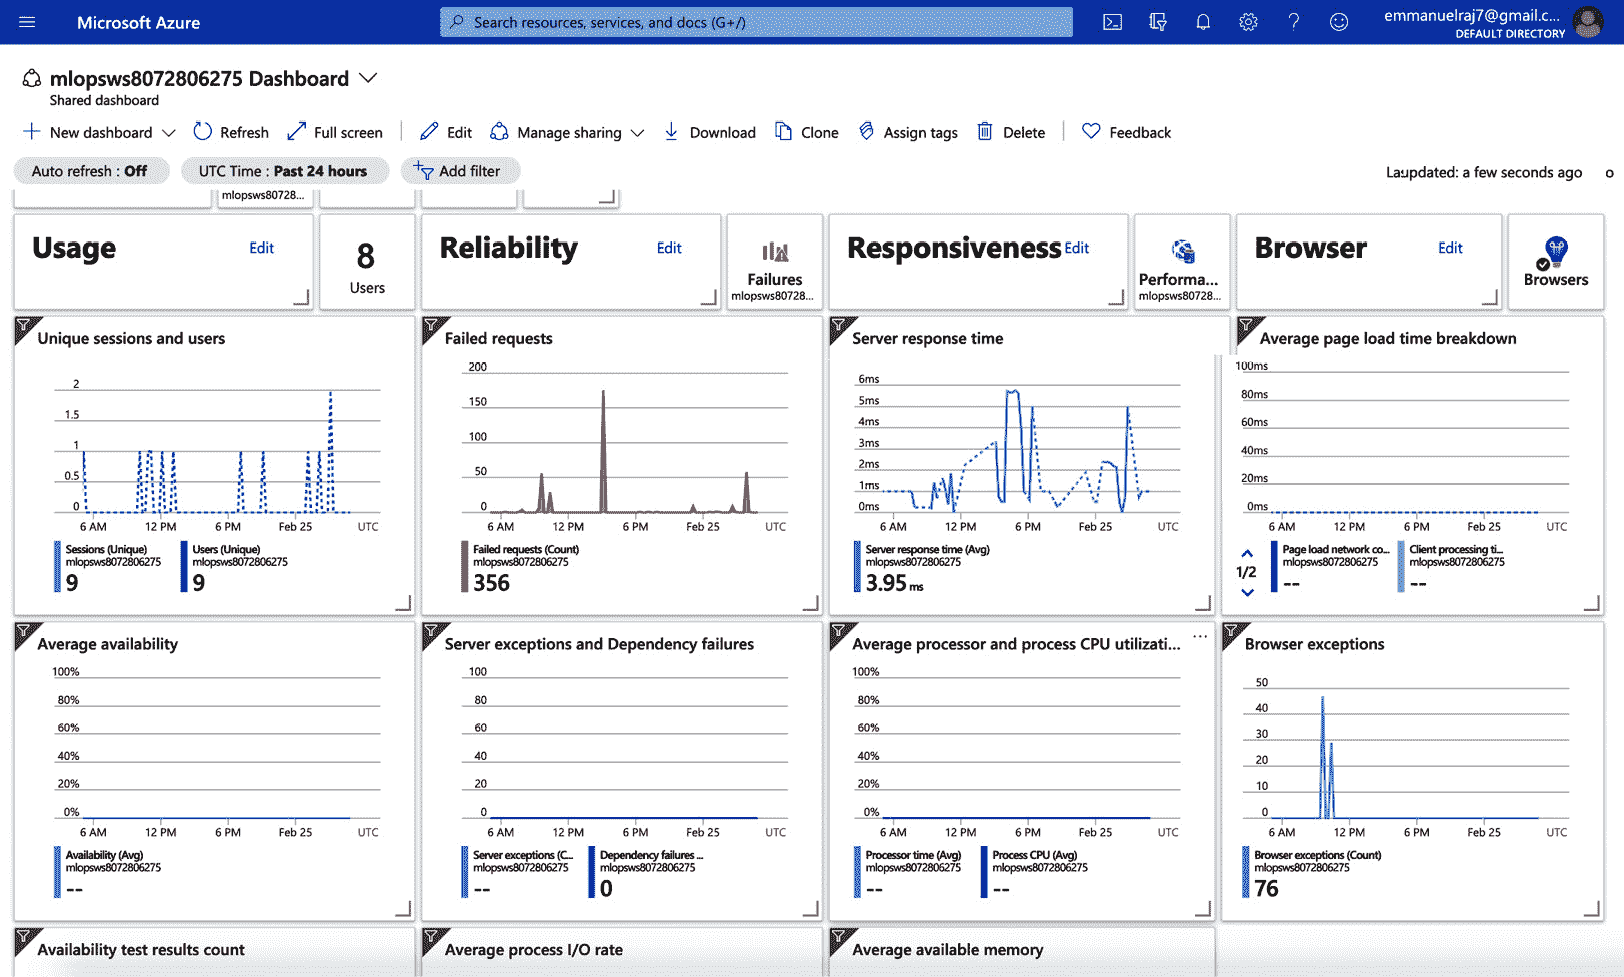 Microsoft Azure
Search resources, services, and docs (G+/)
emmanuelraj7@gmail.c...
DEFAULT DIRECTORY
mlopsws8072806275 Dashboard
Shared dashboard
New dashboard
Refresh
Full screen
Edit
Manage sharing
Download
Clone
Assign tags
Delete
Feedback
Auto refresh : Off
UTC Time : Past 24 hours
Add filter
Laupdated: a few seconds ago
mlopsws80728...
Usage
Edit
8
Users
Reliability
Edit
Failures
mlopsws80728...
Responsiveness
Edit
Performa...
mlopsws80728...
Browser
Edit
Browsers
Unique sessions and users
2
1.5
1
0.5
0
6 AM 12 PM 6 PM Feb 25 UTC
Sessions (Unique)
mlopsws8072806275
9
Users (Unique)
mlopsws8072806275
9
Failed requests
200
150
100
50
0
6 AM 12 PM 6 PM Feb 25 UTC
Failed requests (Count)
mlopsws8072806275
356
Server response time
6ms
5ms
4ms
3ms
2ms
1ms
0ms
6 AM 12 PM 6 PM Feb 25 UTC
Server response time (Avg)
mlopsws8072806275
3.95 ms
Average page load time breakdown
100ms
80ms
60ms
40ms
20ms
0ms
6 AM 12 PM 6 PM Feb 25 UTC
1/2
Page load network co...
mlopsws8072806275
--
Client processing ti...
mlopsws8072806275
--
Average availability
100%
80%
60%
40%
20%
0%
6 AM 12 PM 6 PM Feb 25 UTC
Availability (Avg)
mlopsws8072806275
--
Server exceptions and Dependency failures
100
80
60
40
20
0
6 AM 12 PM 6 PM Feb 25 UTC
Server exceptions (C...
mlopsws8072806275
--
Dependency failures ...
mlopsws8072806275
0
Average processor and process CPU utilizati...
100%
80%
60%
40%
20%
0%
6 AM 12 PM 6 PM Feb 25 UTC
Processor time (Avg)
mlopsws8072806275
--
Process CPU (Avg)
mlopsws8072806275
--
Browser exceptions
50
40
30
20
10
0
6 AM 12 PM 6 PM Feb 25 UTC
Browser exceptions (Count)
mlopsws8072806275
76
Availability test results count
Average process I/O rate
Average available memory